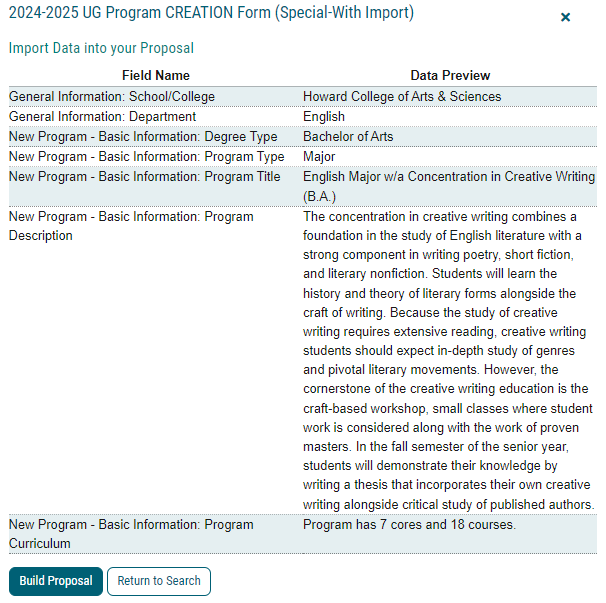 2024-2025 UG Program CREATION Form (Special-With Import)
Import Data into your Proposal
Field Name Data Preview
General Information: School/College Howard College of Arts & Sciences
General Information: Department English
New Program - Basic Information: Degree Type Bachelor of Arts
New Program - Basic Information: Program Type Major
New Program - Basic Information: Program Title English Major w/a Concentration in Creative Writing
(B.A.)
New Program - Basic Information: Program The concentration in creative writing combines a
Description foundation in the study of English literature with a
strong component in writing poetry, short fiction,
and literary nonfiction. Students will learn the
history and theory of literary forms alongside the
craft of writing. Because the study of creative
writing requires extensive reading, creative writing
students should expect in-depth study of genres
and pivotal literary movements. However, the
cornerstone of the creative writing education is the
craft-based workshop, small classes where student
work is considered along with the work of proven
masters. In the fall semester of the senior year,
students will demonstrate their knowledge by
writing a thesis that incorporates their own creative
writing alongside critical study of published authors.
New Program - Basic Information: Program Program has 7 cores and 18 courses.
Curriculum
Build Proposal Return to Search